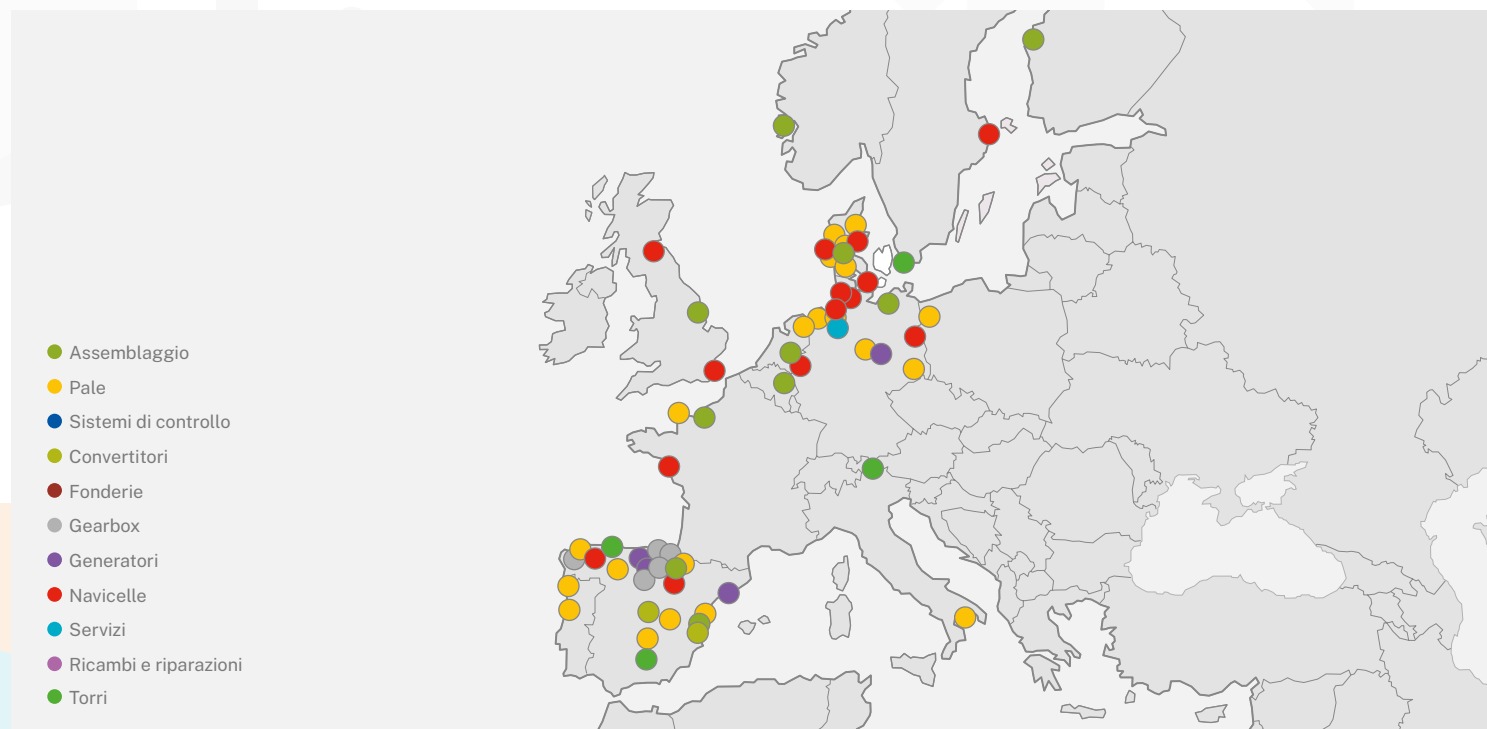 Assemblaggio
Pale
Sistemi di controllo
Convertitori
Fonderie
Gearbox
Generatori
Navicelle
Servizi
Ricambi e riparazioni
Torri